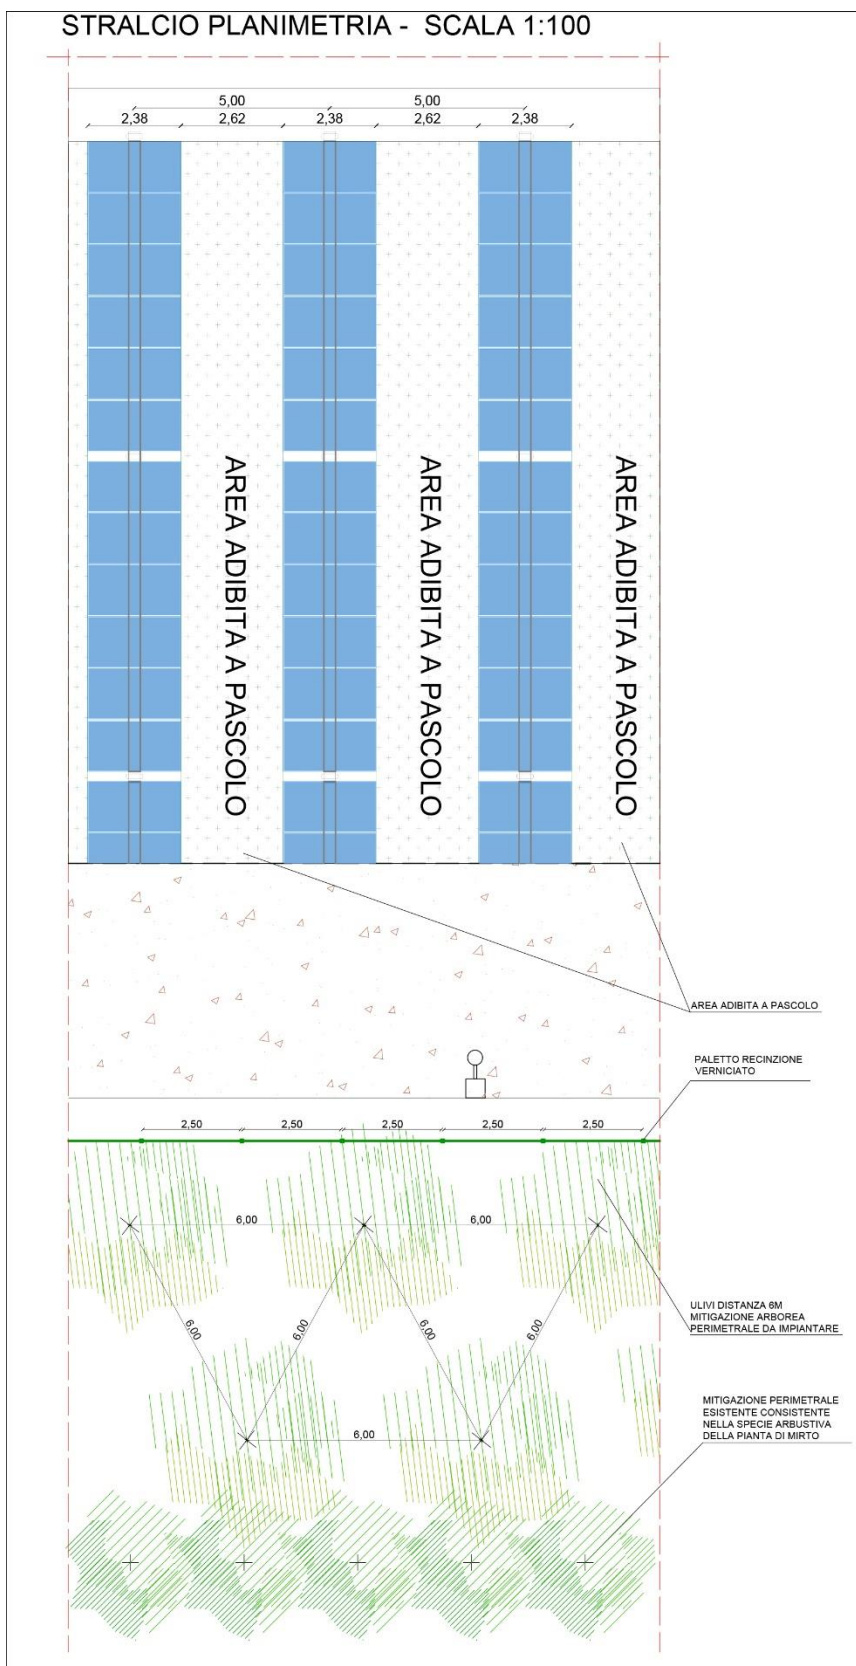 STRALCIO PLANIMETRIA - SCALA 1:100
5,00 5,00
2,38 2,62 2,38 2,62 2,38
AREA ADIBITA A PASCOLO
AREA ADIBITA A PASCOLO
AREA ADIBITA A PASCOLO
AREA ADIBITA A PASCOLO
PALETTO RECINZIONE
VERNICIATO
2,50 2,50 2,50 2,50 2,50
6,00 6,00
6,00 6,00 6,00 6,00
ULIVI DISTANZA 6M
MITIGAZIONE ARBOREA
PERIMETRALE DA IMPIANTARE
MITIGAZIONE PERIMETRALE
ESISTENTE CONSISTENTE
NELLA SPECIE ARBUSTIVA
DELLA PIANTA DI MIRTO
6,00